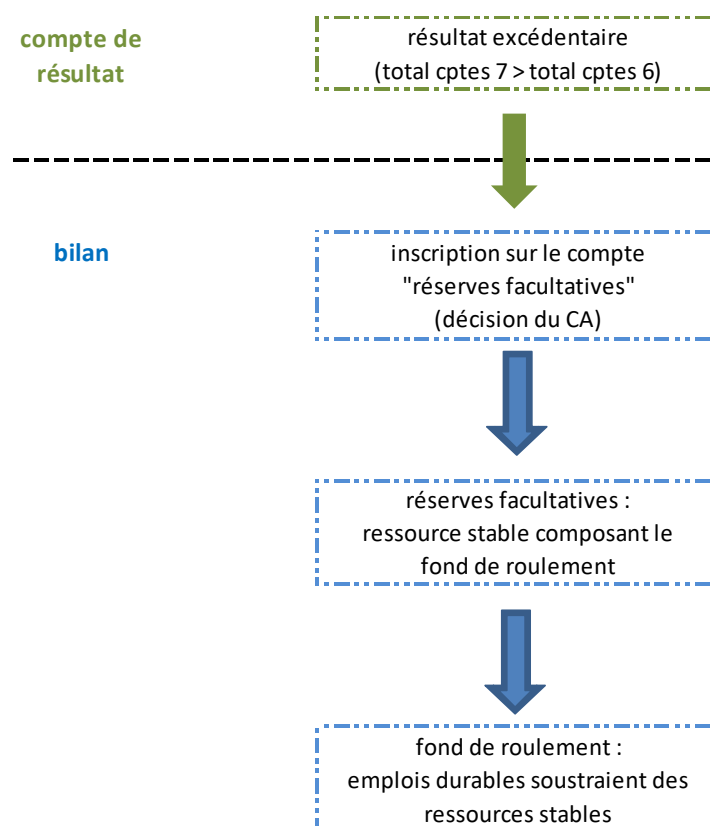 compte de
résultat
résultat excédentaire
(total cptes 7 > total cptes 6)
bilan
inscription sur le compte
"réserves facultatives"
(décision du CA)
réserves facultatives :
ressource stable composant le
fond de roulement
fond de roulement :
emplois durables soustraient des
ressources stables